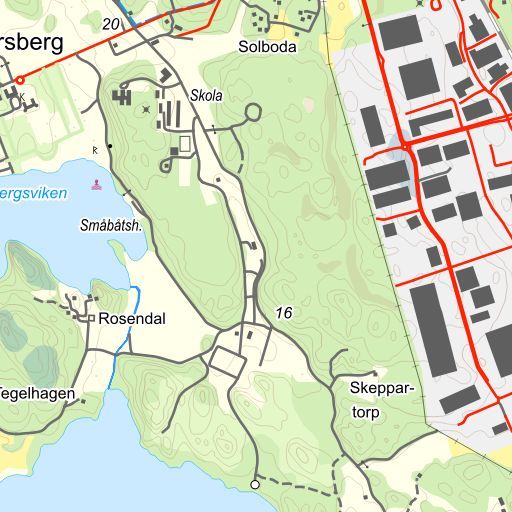 20
rsberg
Solboda
Skola
K
R
ergsviken
Småbåtsh.
16
Rosendal
Skeppar-
torp
Tegelhagen